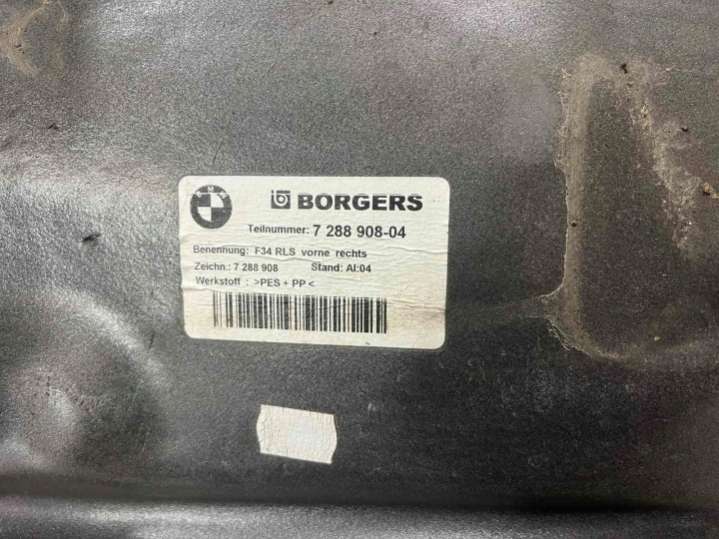 BMW
BORGERS
Teilnummer: 7 288 908-04
Benennung: F34 RLS vorne rechts
Zeichn.: 7 288 908 Stand: AI:04
Werkstoff : >PES + PP <